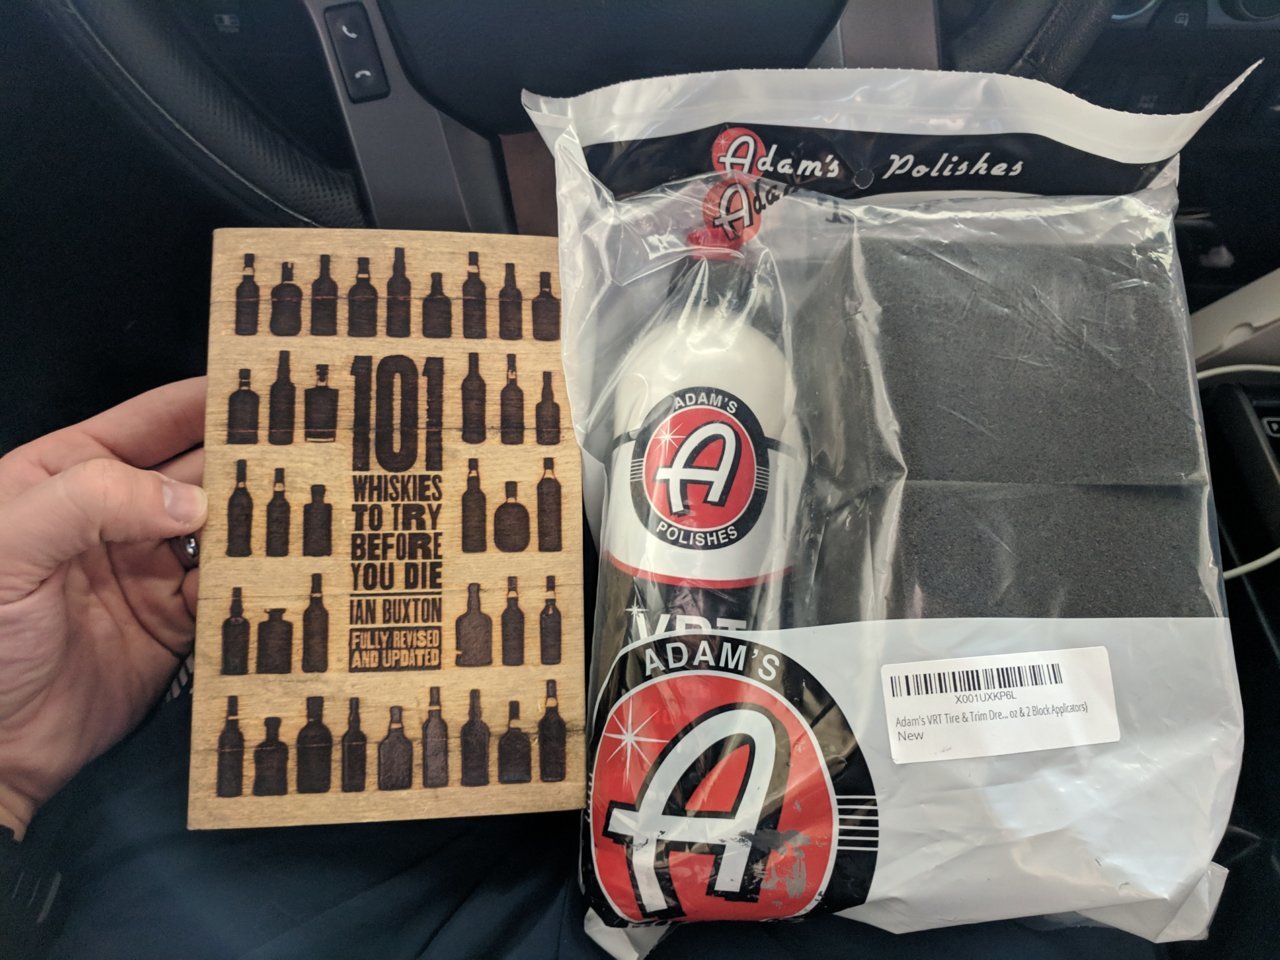 101
WHISKIES
TO TRY
BEFORE
YOU DIE
IAN BUXTON
FULLY REVISED
AND UPDATED
Adam's Polishes
ADAM'S
A
POLISHES
VRT
ADAM'S
A
X001UXKP6L
Adam's VRT Tire & Trim Dre... oz & 2 Block Applicators)
New